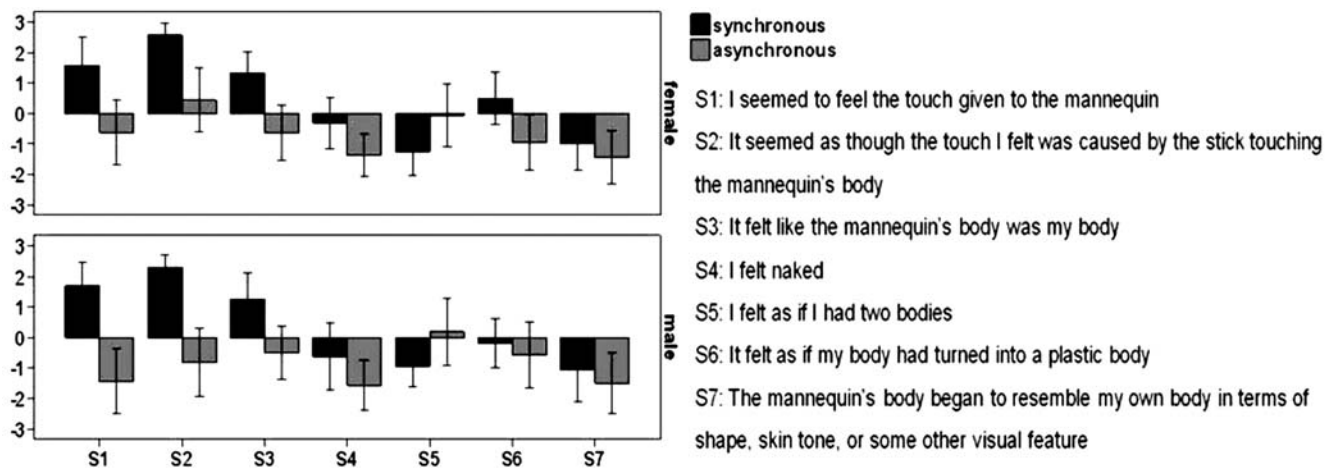 3
2
1
0
-1
-2
-3
female
3
2
1
0
-1
-2
-3
male
S1 S2 S3 S4 S5 S6 S7
synchronous
asynchronous
S1: I seemed to feel the touch given to the mannequin
S2: It seemed as though the touch I felt was caused by the stick touching
the mannequin's body
S3: It felt like the mannequin's body was my body
S4: I felt naked
S5: I felt as if I had two bodies
S6: It felt as if my body had turned into a plastic body
S7: The mannequin's body began to resemble my own body in terms of
shape, skin tone, or some other visual feature